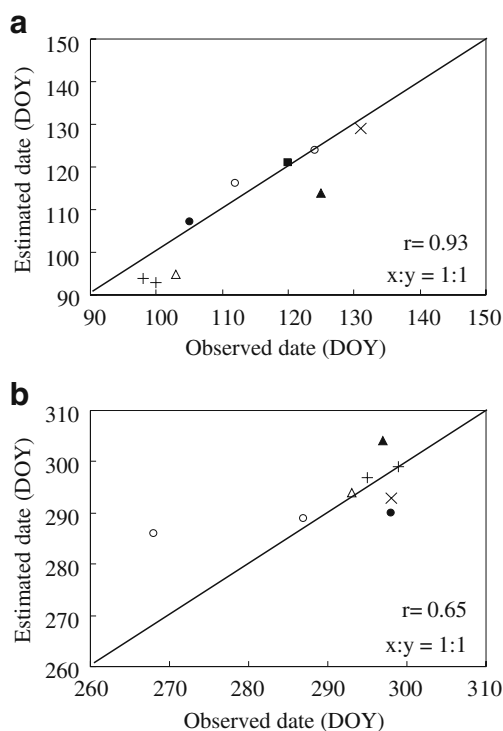 a
150
140
130
120
110
100
90
Estimated date (DOY)
r= 0.93
x:y = 1:1
90 100 110 120 130 140 150
Observed date (DOY)
b
310
300
290
280
270
260
Estimated date (DOY)
r= 0.65
x:y = 1:1
260 270 280 290 300 310
Observed date (DOY)